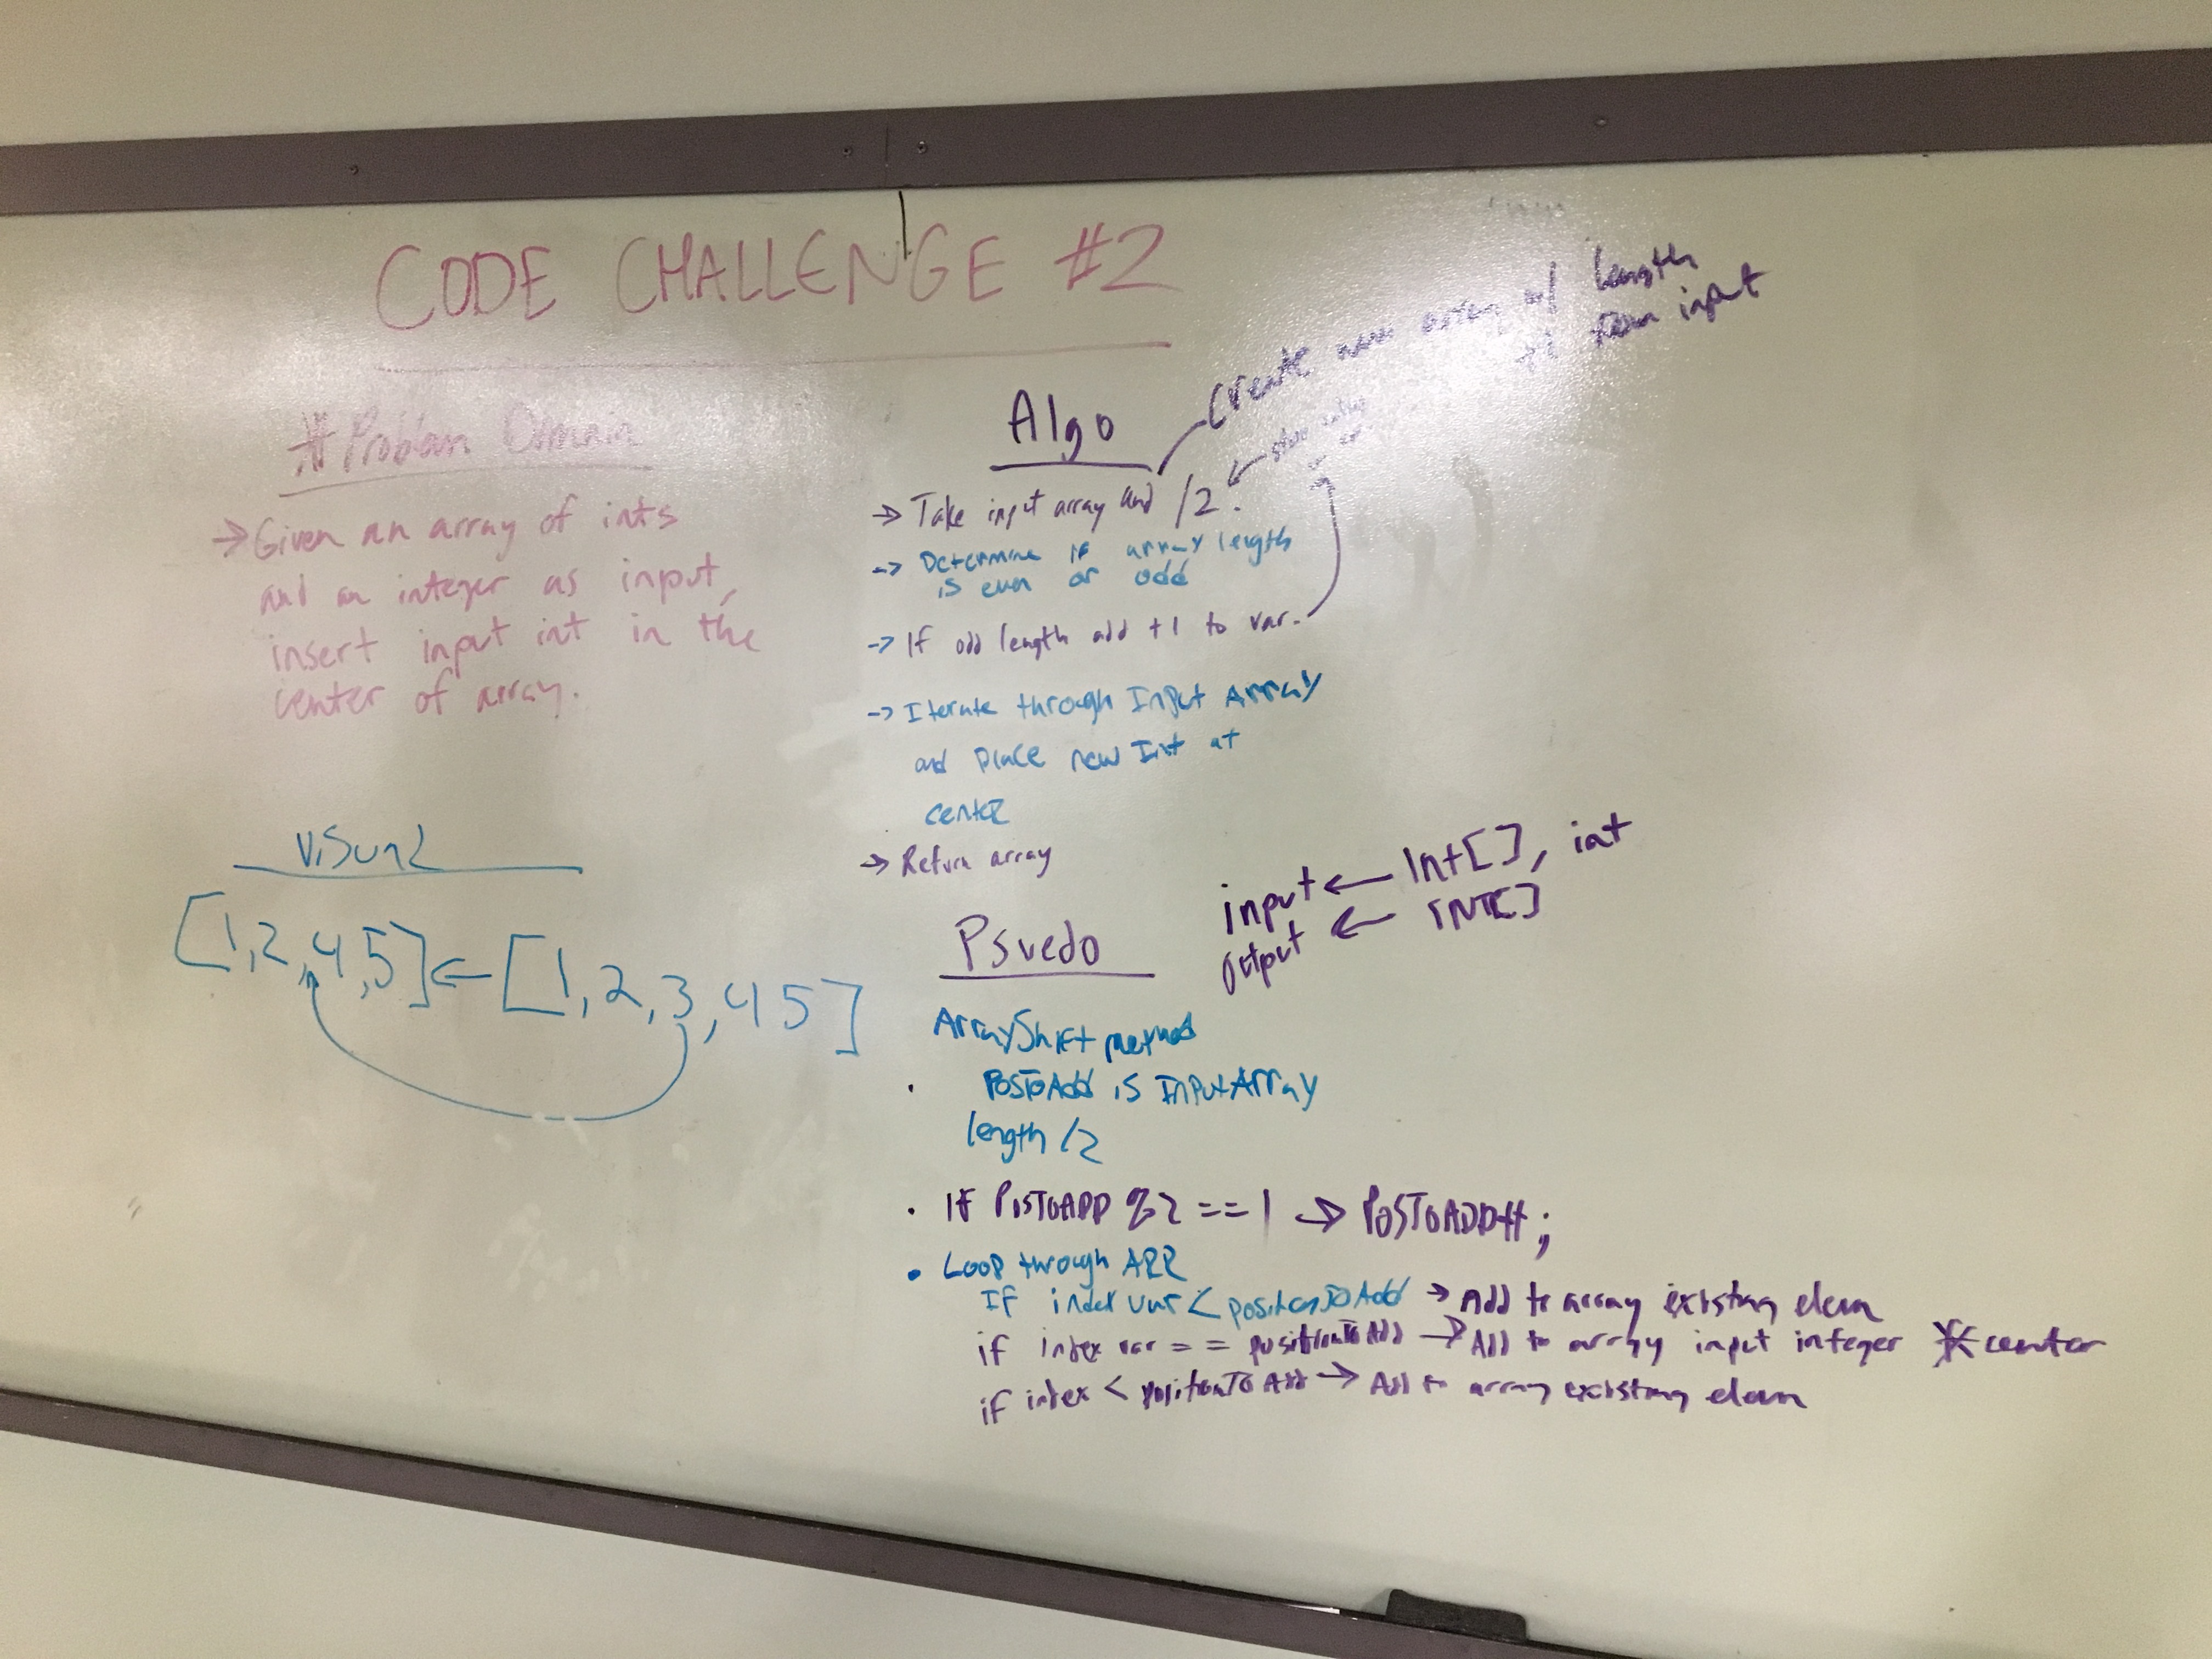 CODE CHALLENGE #2
# Problem Domain
→ Given an array of ints
and an integer as input,
insert input int in the
center of array.
Visual
[1,2,4,5] ← [1,2,3,4 5]
Algo
Create new array w/ length
+1 from input
→ Take input array and /2.
→ Determine if array length
is even or odd
→ If odd length add +1 to var.
→ Iterate through Input Array
and place new Int at
center
→ Return array
input ← Int[], int
output ← INT[]
Psuedo
ArrayShift method
· PosToAdd is InputArray
length /2
· If PosTOADD %2 == 1 → POSTOADD++;
• Loop through ARR
If index var < positionToAdd → Add to array existing elem
if index var == positionToAdd → Add to array input integer * center
if index < positionToAdd → Add to array existing elem